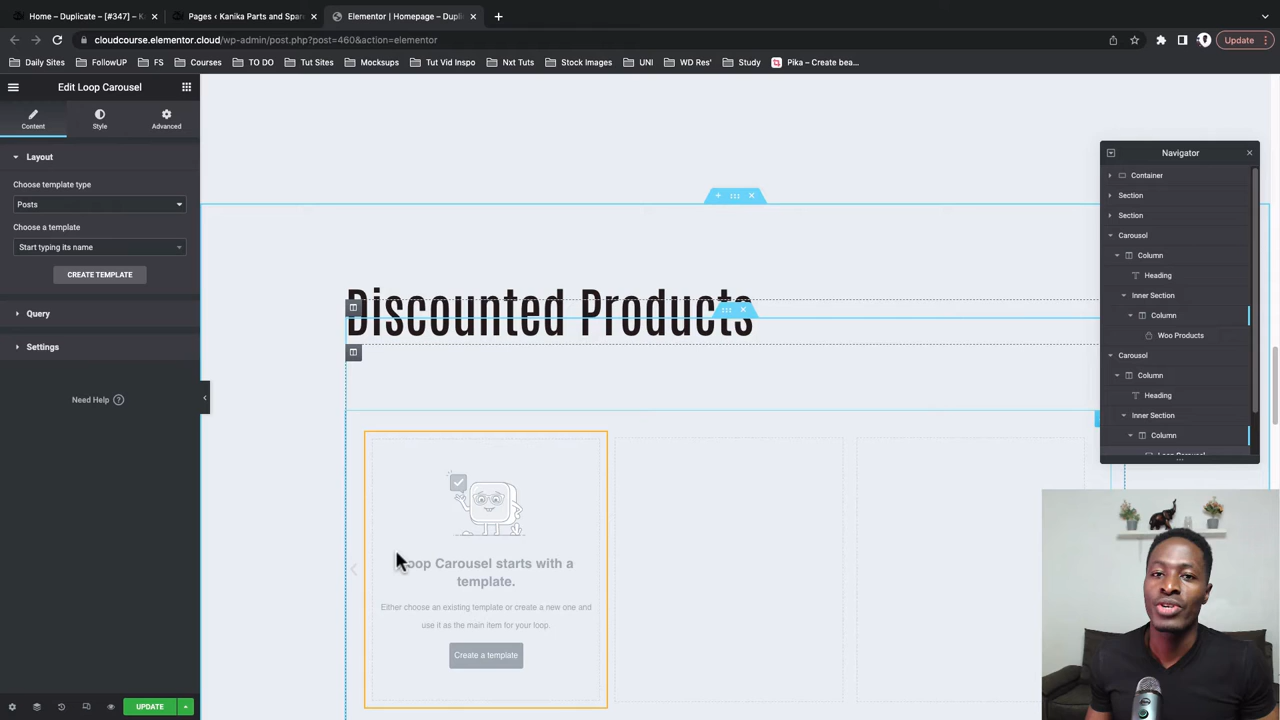 Home – Duplicate – [#347] – K
Pages ‹ Kanika Parts and Spare
Elementor | Homepage – Dupli
cloudcourse.elementor.cloud/wp-admin/post.php?post=460&action=elementor
Update
Daily Sites
FollowUP
FS
Courses
TO DO
Tut Sites
Mocksups
Tut Vid Inspo
Nxt Tuts
Stock Images
UNI
WD Res'
Study
Pika – Create bea...
Edit Loop Carousel
Content
Style
Advanced
Layout
Choose template type
Posts
Choose a template
Start typing its name
CREATE TEMPLATE
Query
Settings
Need Help
UPDATE
Discounted Products
Loop Carousel starts with a
template.
Either choose an existing template or create a new one and
use it as the main item for your loop.
Create a template
Navigator
Container
Section
Section
Carousol
Column
Heading
Inner Section
Column
Woo Products
Carousol
Column
Heading
Inner Section
Column
Loop Carousel